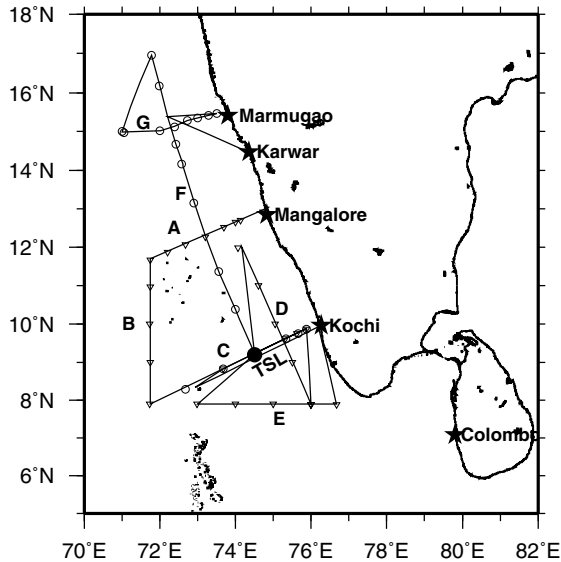 18˚N
16˚N
Marmugao
G
Karwar
14˚N
F
A
Mangalore
12˚N
D
B
10˚N
Kochi
C
TSL
8˚N
E
Colombo
6˚N
70˚E 72˚E 74˚E 76˚E 78˚E 80˚E 82˚E